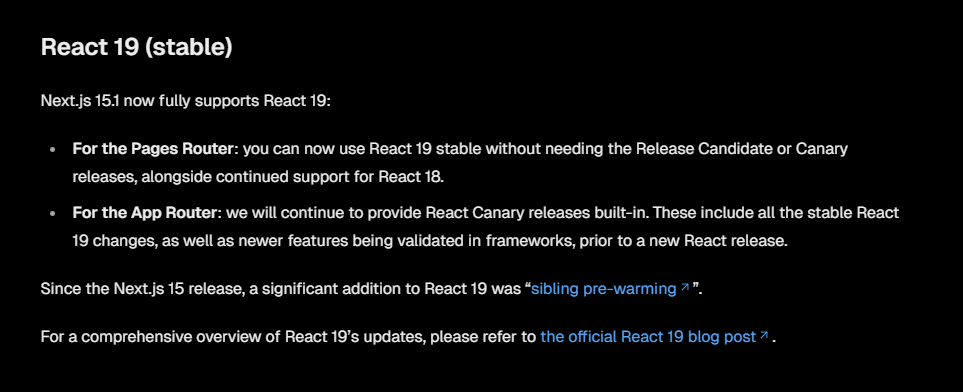 React 19 (stable)
Next.js 15.1 now fully supports React 19:
• For the Pages Router: you can now use React 19 stable without needing the Release Candidate or Canary
releases, alongside continued support for React 18.
• For the App Router: we will continue to provide React Canary releases built-in. These include all the stable React
19 changes, as well as newer features being validated in frameworks, prior to a new React release.
Since the Next.js 15 release, a significant addition to React 19 was “sibling pre-warming ↗”.
For a comprehensive overview of React 19’s updates, please refer to the official React 19 blog post ↗.